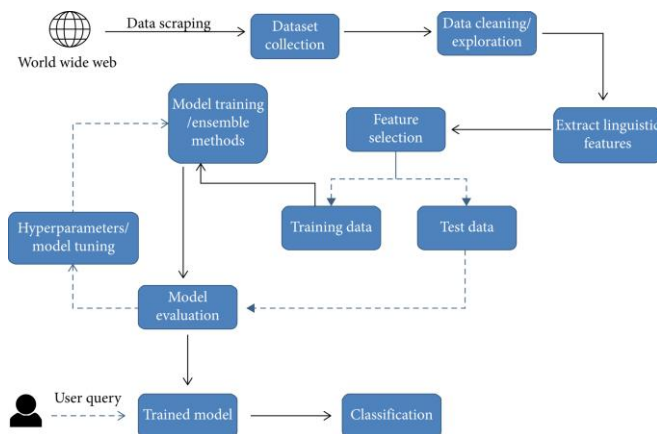 Data scraping
World wide web
Dataset
collection
Data cleaning/
exploration
Model training
/ensemble
methods
Feature
selection
Extract linguistic
features
Hyperparameters/
model tuning
Training data
Test data
Model
evaluation
User query
Trained model
Classification